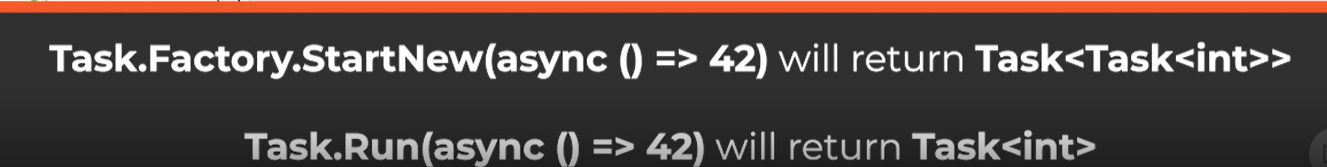 Task.Factory.StartNew(async () => 42) will return Task<Task<int>>
Task.Run(async () => 42) will return Task<int>